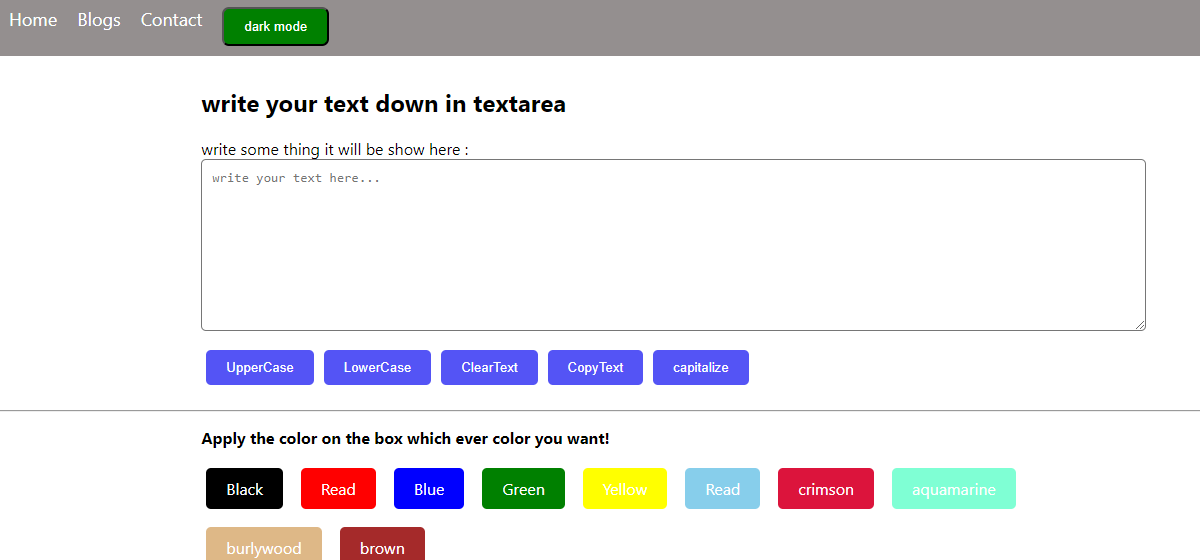 Home Blogs Contact dark mode
write your text down in textarea
write some thing it will be show here :
write your text here...
UpperCase LowerCase ClearText CopyText capitalize
Apply the color on the box which ever color you want!
Black Read Blue Green Yellow Read crimson aquamarine
burlywood brown